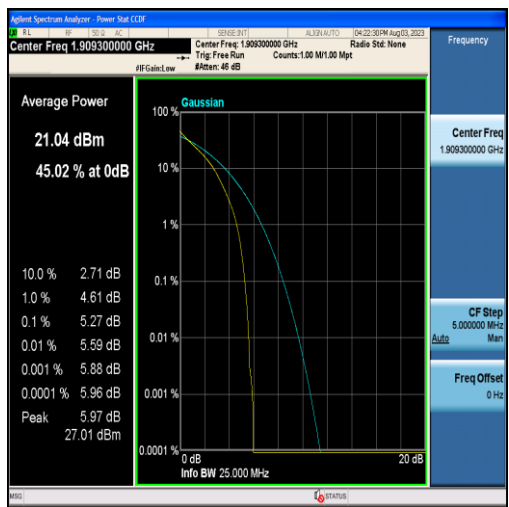 Agilent Spectrum Analyzer - Power Stat CCDF
RL RF 50 Ω AC SENSE:INT ALIGN AUTO 04:22:30 PM Aug 03, 2023
Center Freq 1.909300000 GHz
Center Freq: 1.909300000 GHz Radio Std: None
Trig: Free Run Counts:1.00 M/1.00 Mpt
#IFGain:Low #Atten: 46 dB
Frequency
Average Power
21.04 dBm
45.02 % at 0dB
10.0 % 2.71 dB
1.0 % 4.61 dB
0.1 % 5.27 dB
0.01 % 5.59 dB
0.001 % 5.88 dB
0.0001 % 5.96 dB
Peak 5.97 dB
27.01 dBm
Gaussian
100 %
10 %
1 %
0.1 %
0.01 %
0.001 %
0.0001 %
0 dB 20 dB
Info BW 25.000 MHz
Center Freq
1.909300000 GHz
CF Step
5.000000 MHz
Auto Man
Freq Offset
0 Hz
MSG STATUS